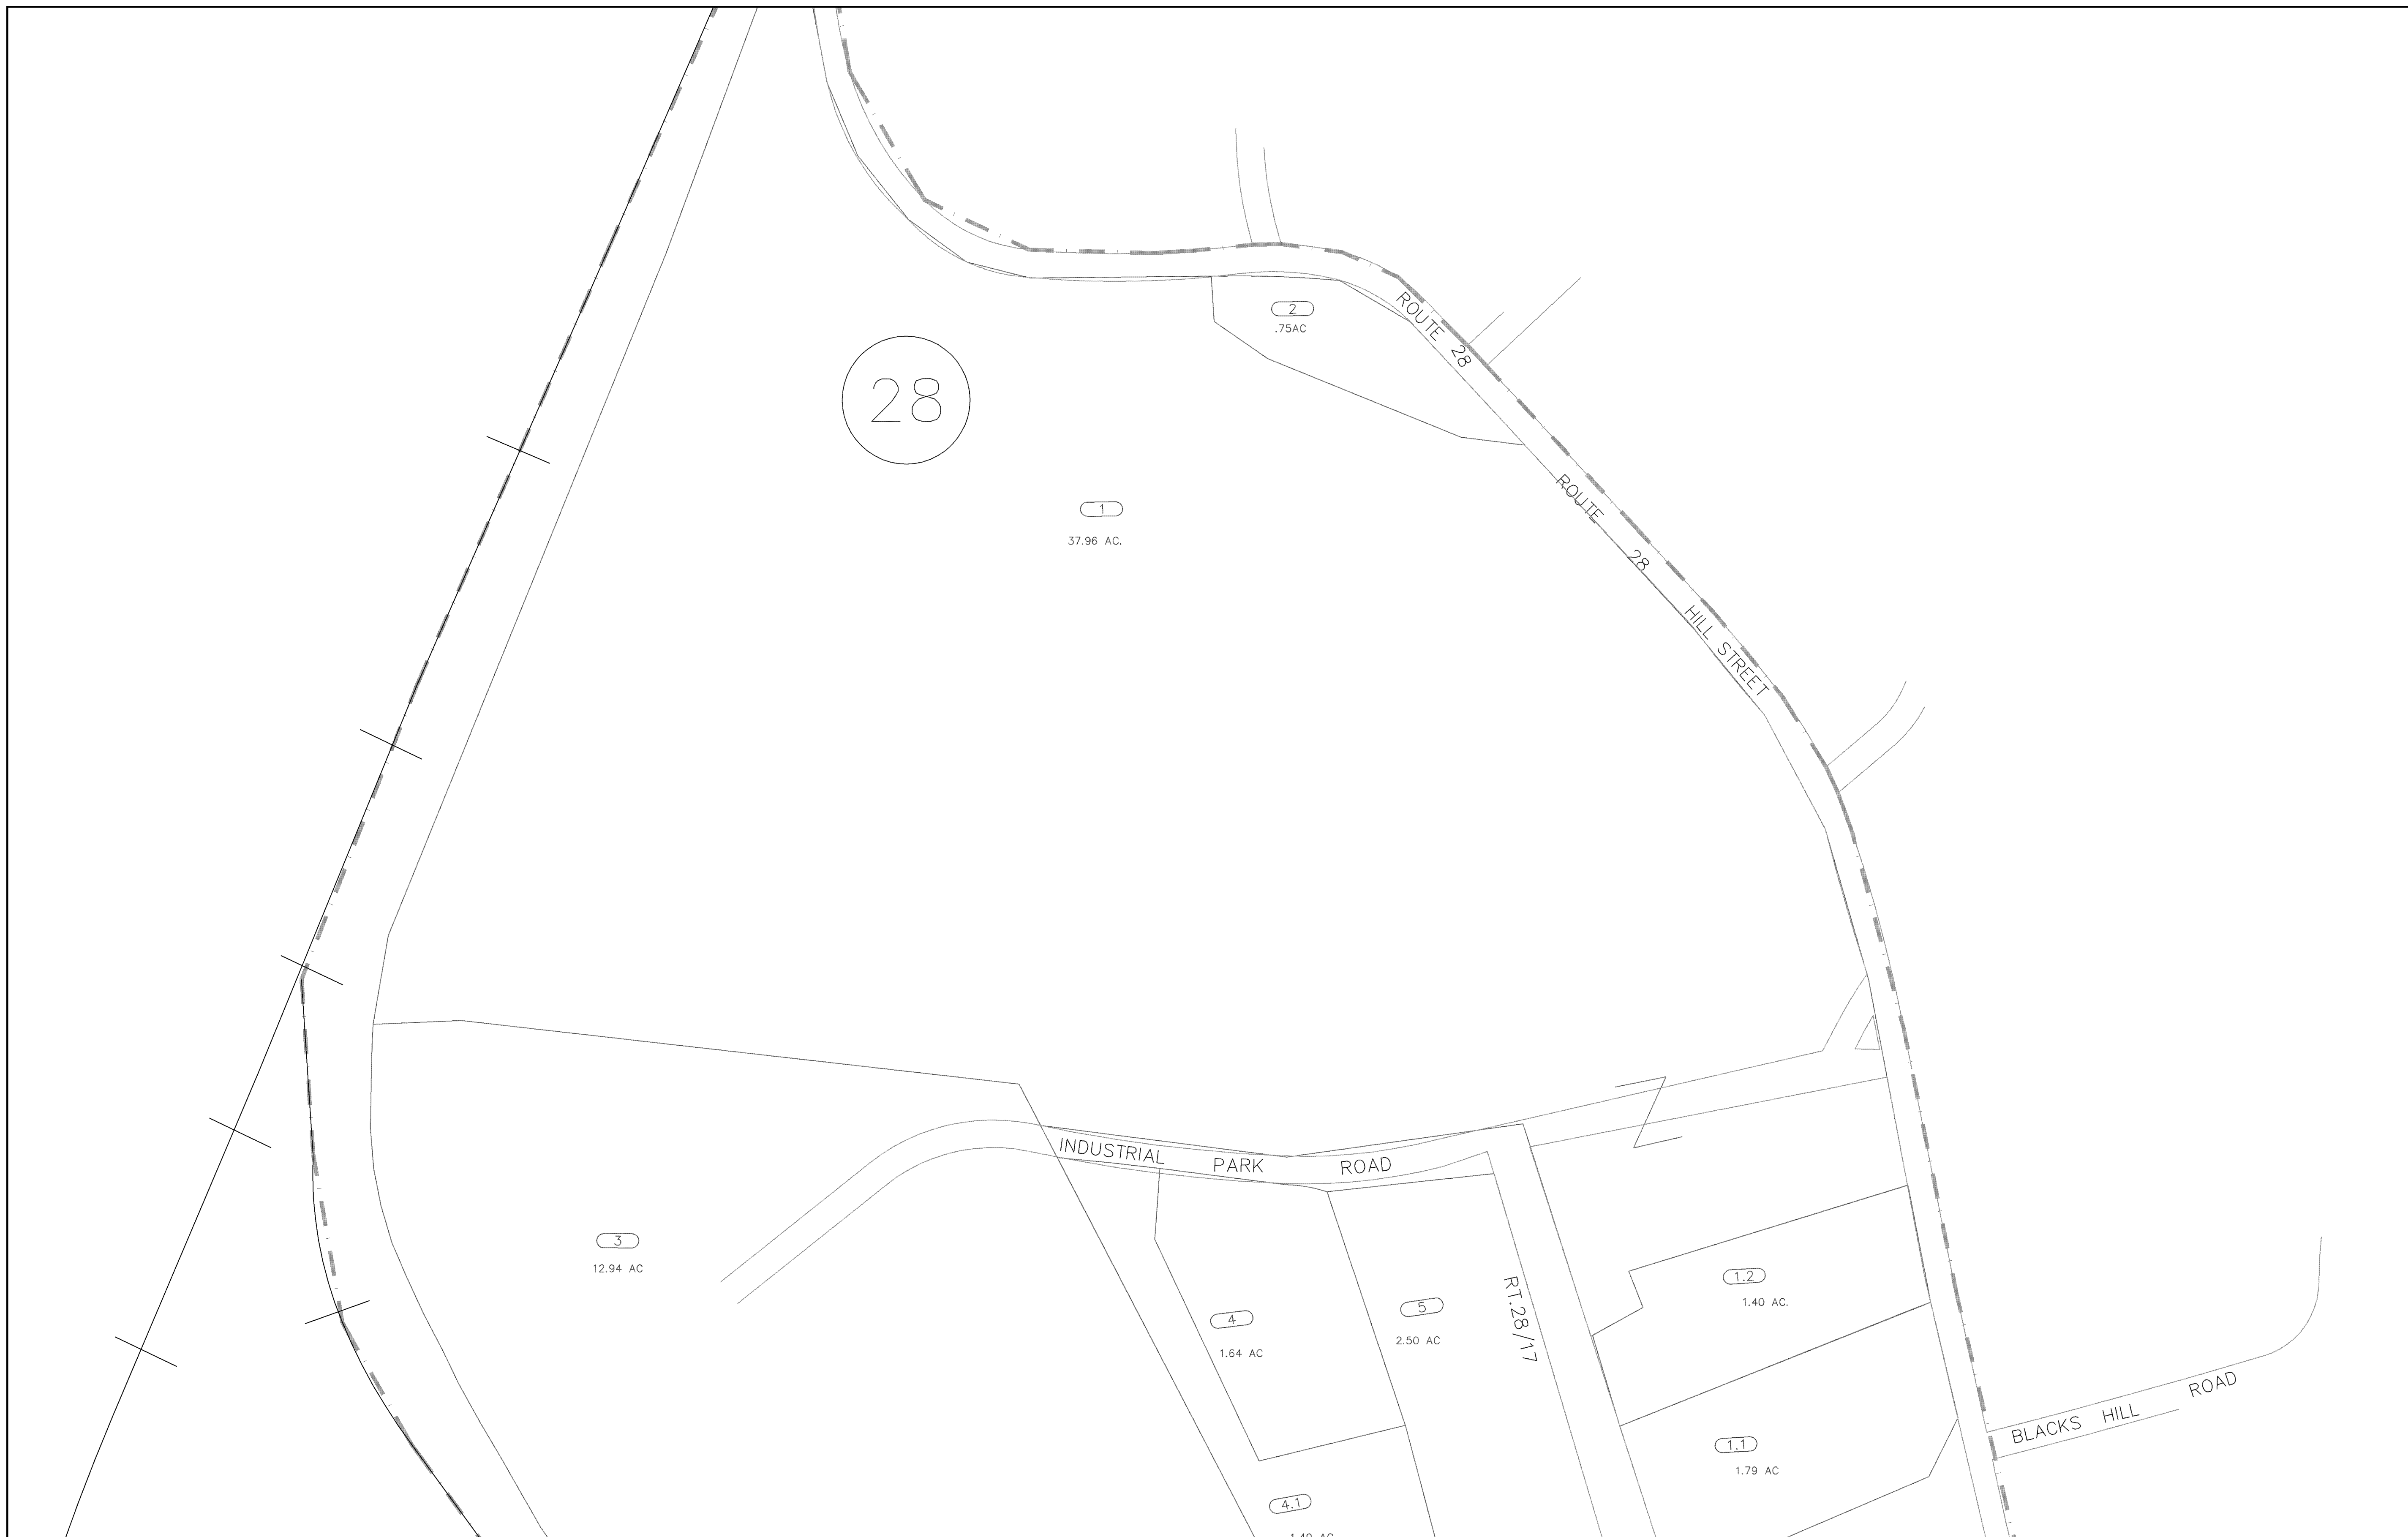 2
.75AC
ROUTE 28
28
1
37.96 AC.
ROUTE 28 HILL STREET
INDUSTRIAL PARK ROAD
3
12.94 AC
1.2
1.40 AC.
5
2.50 AC
4
1.64 AC
RT.28/17
BLACKS HILL ROAD
1.1
1.79 AC
4.1